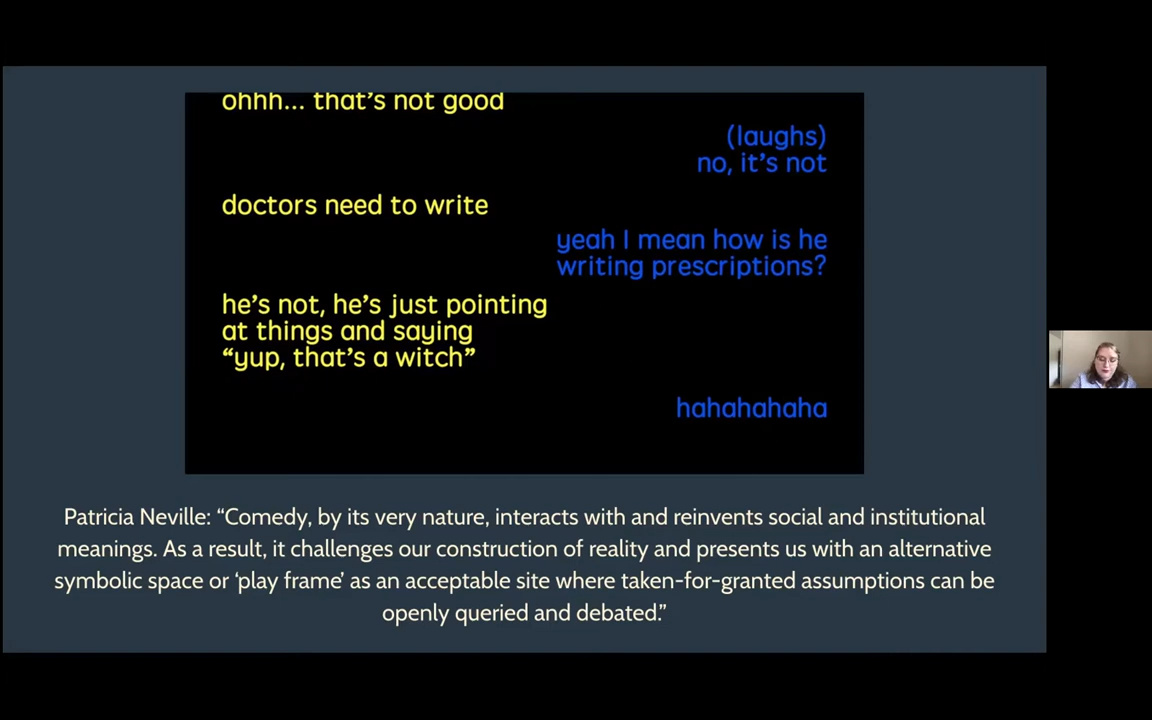 ohhh... that's not good
(laughs)
no, it's not
doctors need to write
yeah I mean how is he
writing prescriptions?
he's not, he's just pointing
at things and saying
“yup, that's a witch”
hahahahaha
Patricia Neville: “Comedy, by its very nature, interacts with and reinvents social and institutional
meanings. As a result, it challenges our construction of reality and presents us with an alternative
symbolic space or ‘play frame’ as an acceptable site where taken-for-granted assumptions can be
openly queried and debated.”